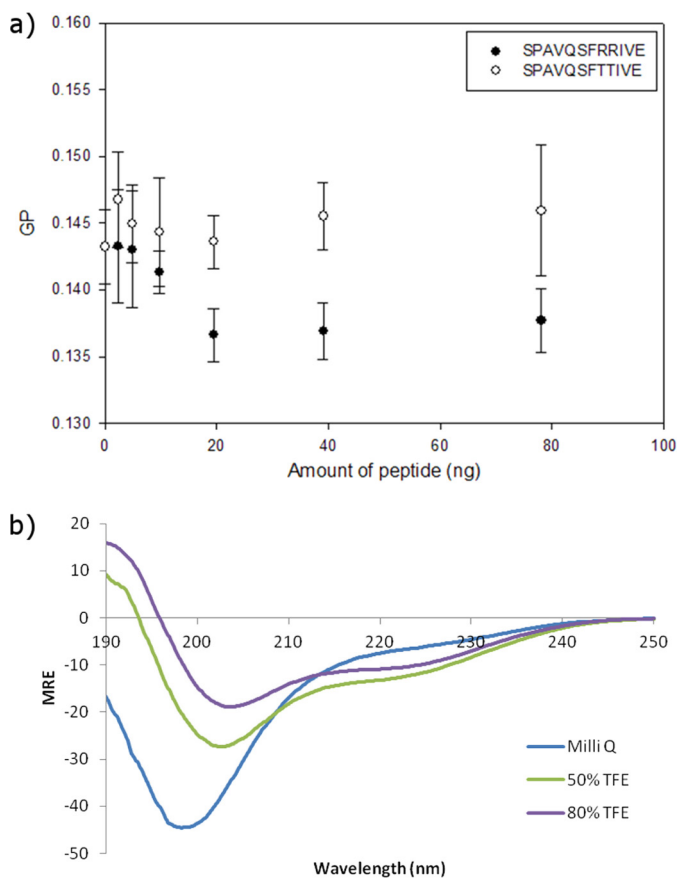 a)
0.160
0.155
0.150
0.145
0.140
0.135
0.130
GP
SPAVQSFRRIVE
SPAVQSFTTIVE
0 20 40 60 80 100
Amount of peptide (ng)
b)
20
10
0
-10
-20
-30
-40
-50
MRE
190 200 210 220 230 240 250
Milli Q
50% TFE
80% TFE
Wavelength (nm)